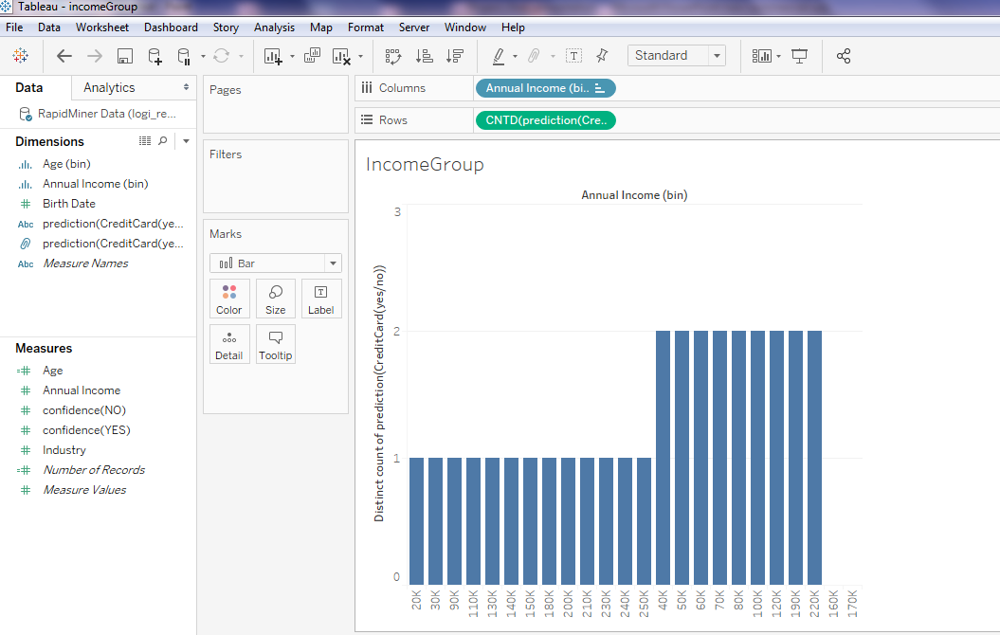 Tableau - incomeGroup
File Data Worksheet Dashboard Story Analysis Map Format Server Window Help
Standard
Data Analytics
RapidMiner Data (logi_re...
Dimensions
Age (bin)
Annual Income (bin)
Birth Date
Abc prediction(CreditCard(ye...
prediction(CreditCard(ye...
Abc Measure Names
Measures
Age
Annual Income
confidence(NO)
confidence(YES)
Industry
Number of Records
Measure Values
Pages
Filters
Marks
Bar
Color Size Label
Detail Tooltip
Columns Annual Income (bi..
Rows CNTD(prediction(Cre..
IncomeGroup
Annual Income (bin)
Distinct count of prediction(CreditCard(yes/no))
3
2
1
0
20K 30K 90K 110K 130K 140K 150K 180K 200K 210K 230K 240K 250K 40K 50K 60K 70K 80K 100K 120K 190K 220K 160K 170K